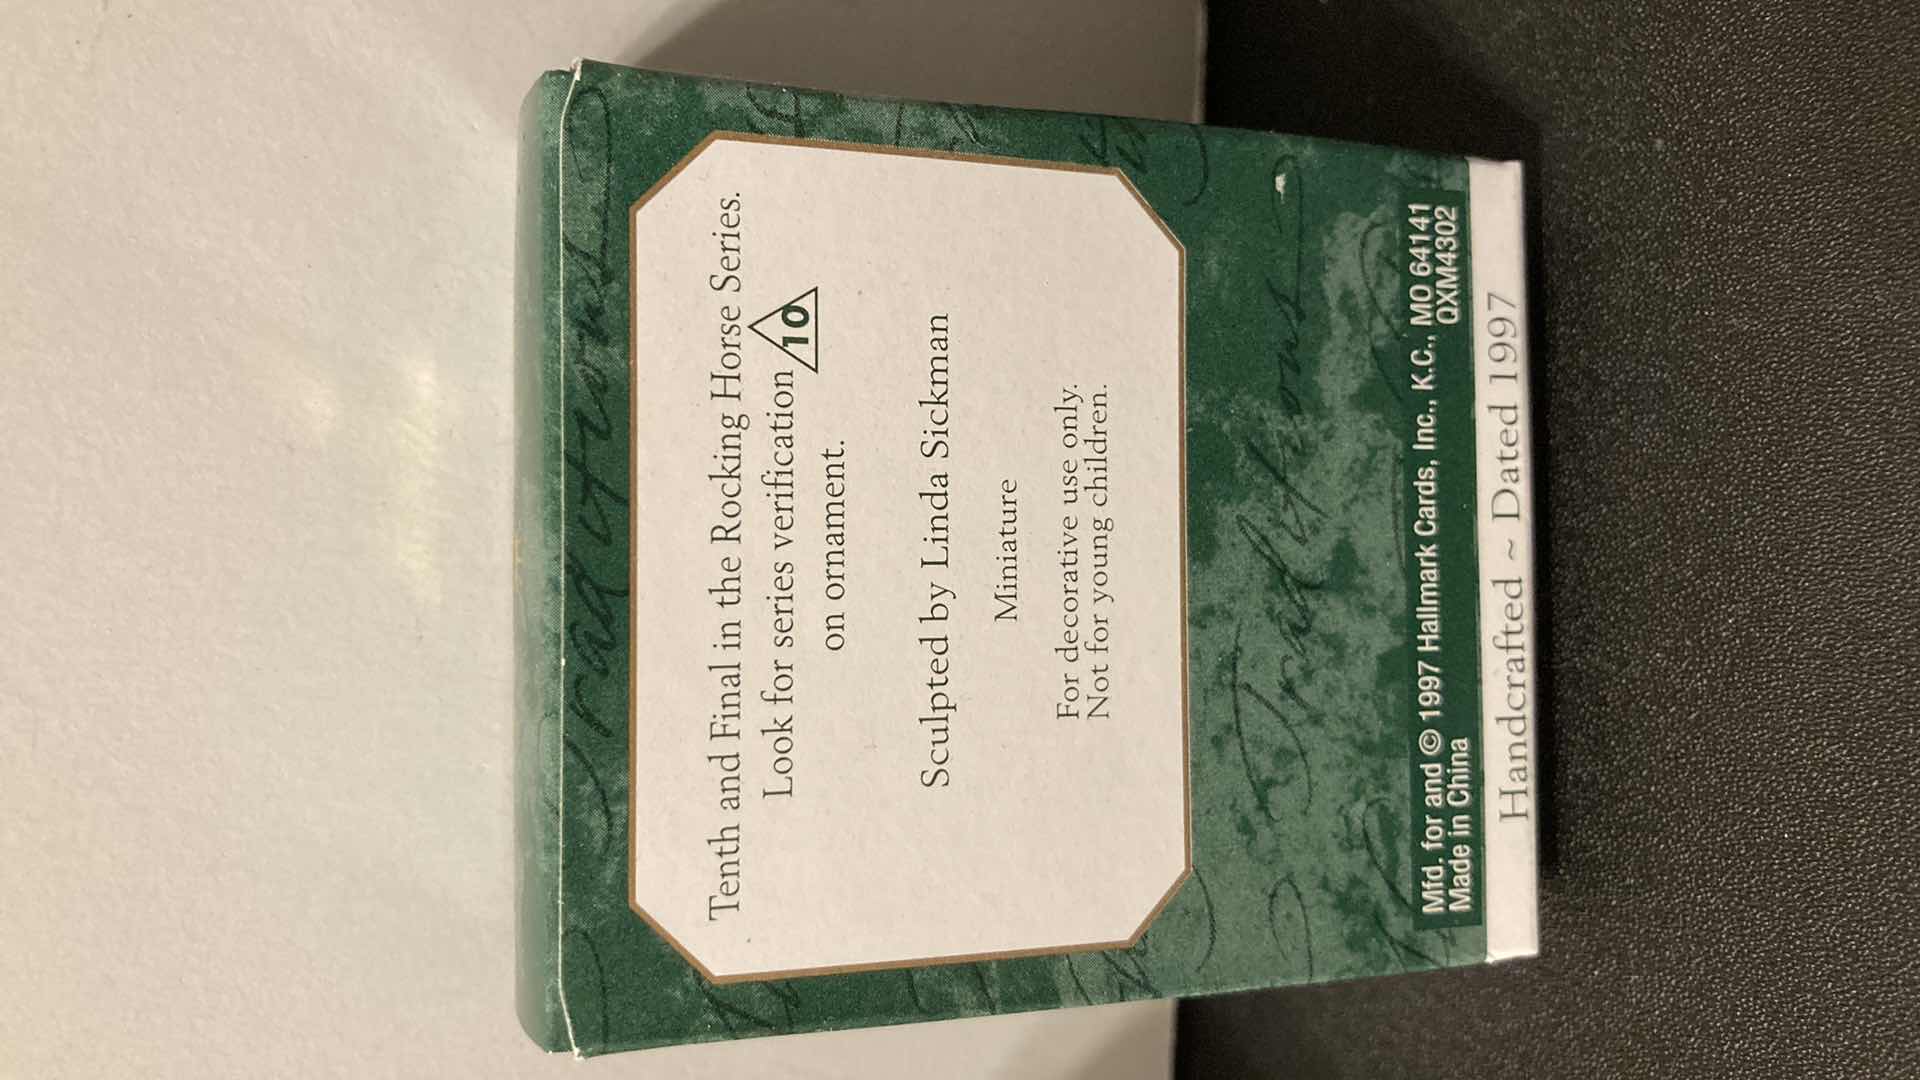 Traditions
Tenth and Final in the Rocking Horse Series.
Look for series verification 10
on ornament.
Sculpted by Linda Sickman
Miniature
For decorative use only.
Not for young children.
Traditions
Mfd. for and © 1997 Hallmark Cards, Inc., K.C., MO 64141
Made in China QXM4302
Handcrafted ~ Dated 1997